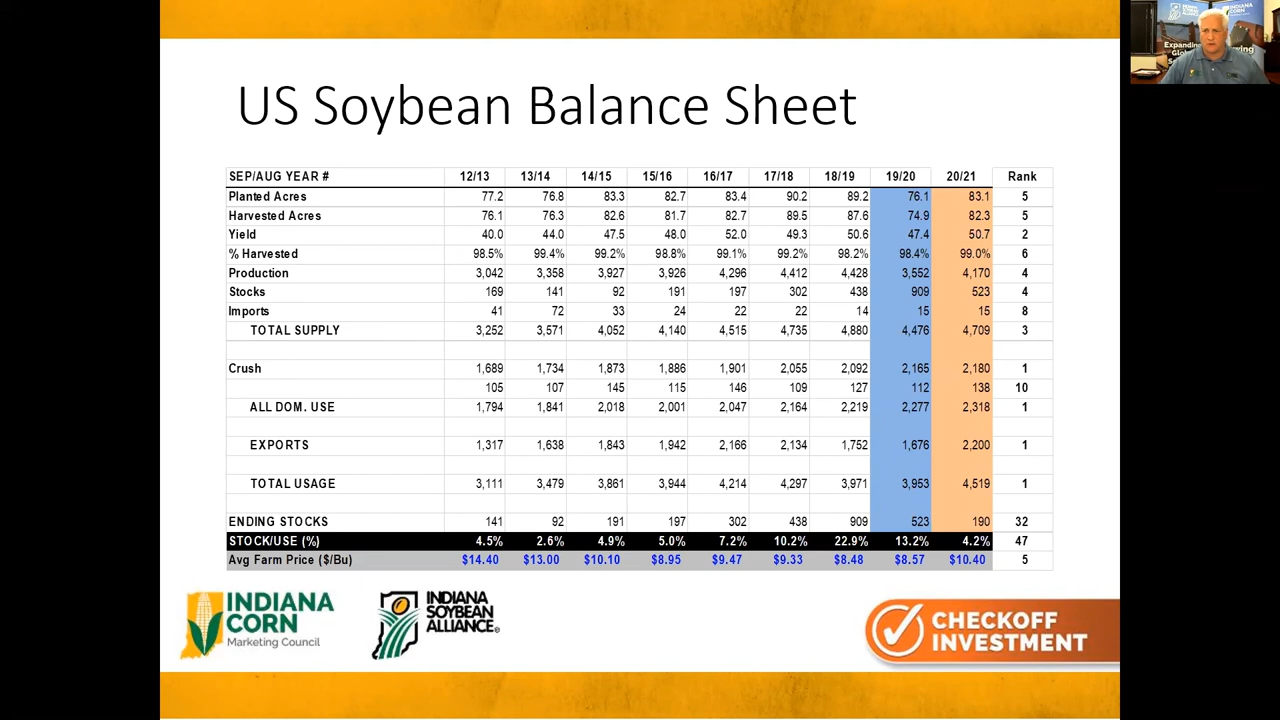 US Soybean Balance Sheet
SEP/AUG YEAR # 12/13 13/14 14/15 15/16 16/17 17/18 18/19 19/20 20/21 Rank
Planted Acres 77.2 76.8 83.3 82.7 83.4 90.2 89.2 76.1 83.1 5
Harvested Acres 76.1 76.3 82.6 81.7 82.7 89.5 87.6 74.9 82.3 5
Yield 40.0 44.0 47.5 48.0 52.0 49.3 50.6 47.4 50.7 2
% Harvested 98.5% 99.4% 99.2% 98.8% 99.1% 99.2% 98.2% 98.4% 99.0% 6
Production 3,042 3,358 3,927 3,926 4,296 4,412 4,428 3,552 4,170 4
Stocks 169 141 92 191 197 302 438 909 523 4
Imports 41 72 33 24 22 22 14 15 15 8
TOTAL SUPPLY 3,252 3,571 4,052 4,140 4,515 4,735 4,880 4,476 4,709 3
Crush 1,689 1,734 1,873 1,886 1,901 2,055 2,092 2,165 2,180 1
105 107 145 115 146 109 127 112 138 10
ALL DOM. USE 1,794 1,841 2,018 2,001 2,047 2,164 2,219 2,277 2,318 1
EXPORTS 1,317 1,638 1,843 1,942 2,166 2,134 1,752 1,676 2,200 1
TOTAL USAGE 3,111 3,479 3,861 3,944 4,214 4,297 3,971 3,953 4,519 1
ENDING STOCKS 141 92 191 197 302 438 909 523 190 32
STOCK/USE (%) 4.5% 2.6% 4.9% 5.0% 7.2% 10.2% 22.9% 13.2% 4.2% 47
Avg Farm Price ($/Bu) $14.40 $13.00 $10.10 $8.95 $9.47 $9.33 $8.48 $8.57 $10.40 5
INDIANA
CORN
Marketing Council
INDIANA
SOYBEAN
ALLIANCE®
CHECKOFF
INVESTMENT